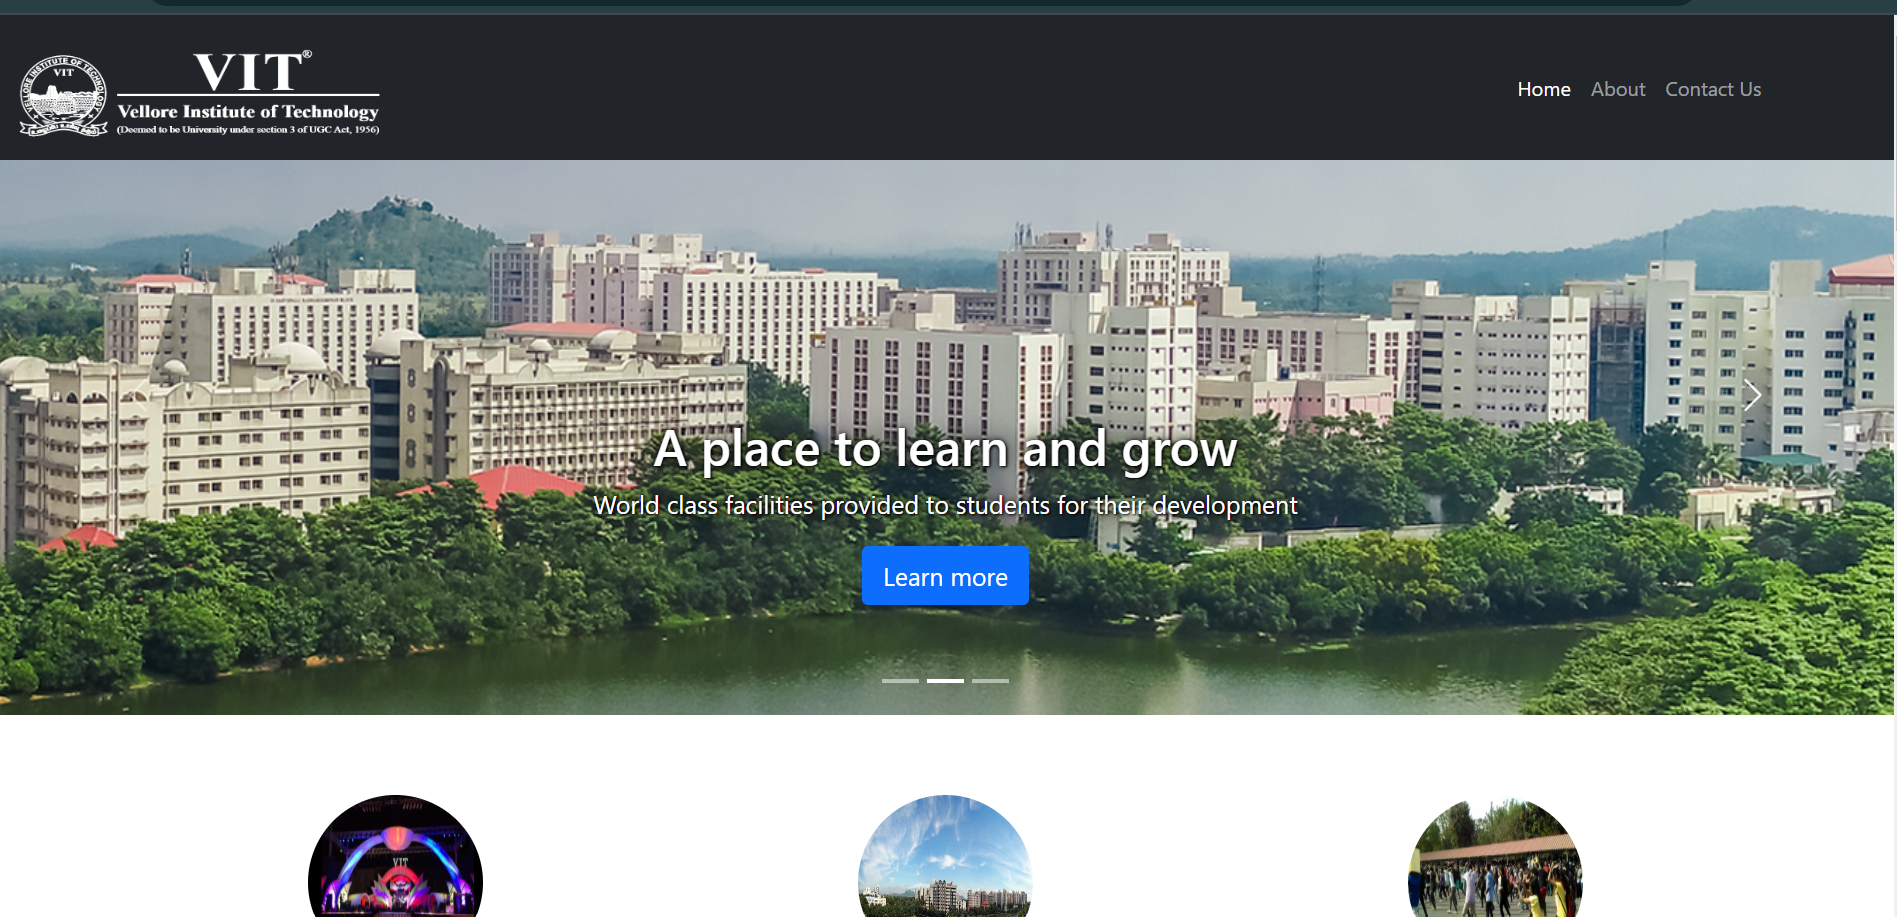 VELLORE INSTITUTE OF TECHNOLOGY
VIT
VIT®
Vellore Institute of Technology
(Deemed to be University under section 3 of UGC Act, 1956)
Home About Contact Us
A place to learn and grow
World class facilities provided to students for their development
Learn more
VIT